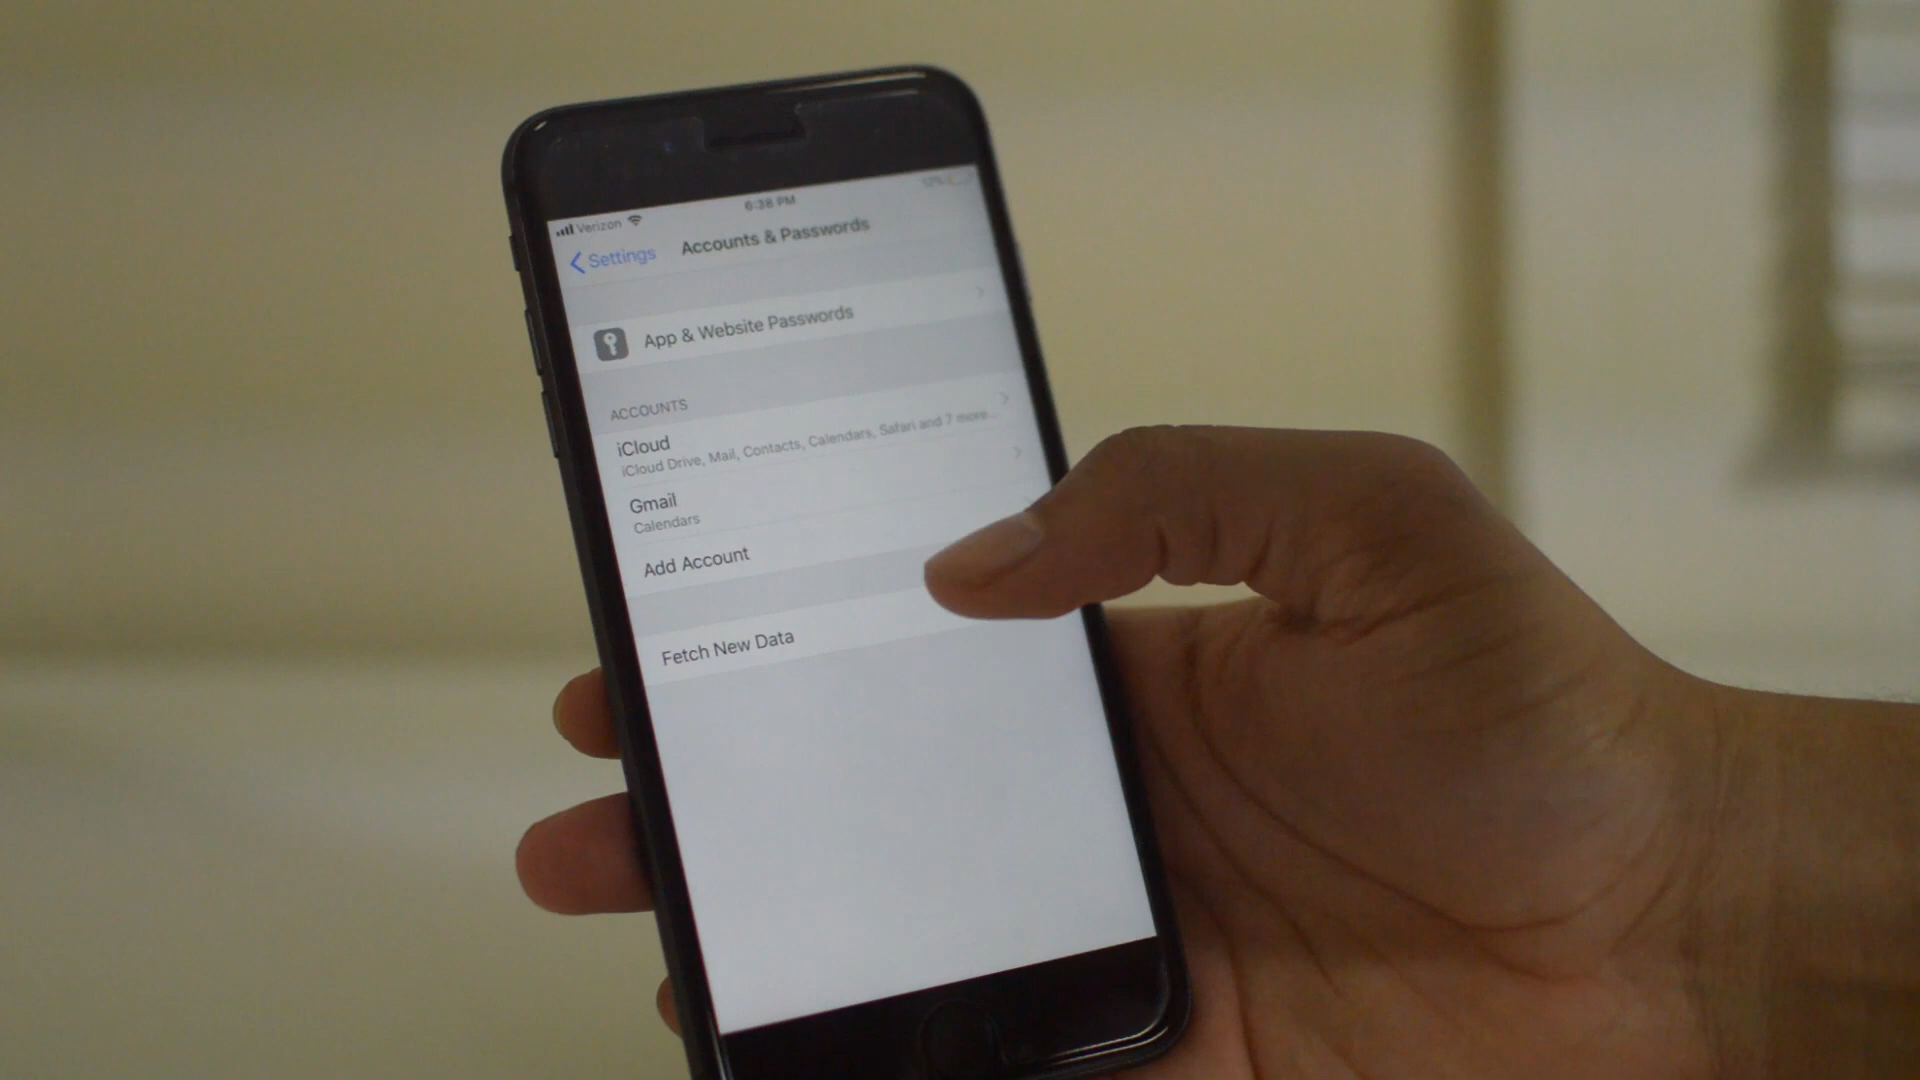 Verizon
6:38 PM
Settings
Accounts & Passwords
App & Website Passwords
ACCOUNTS
iCloud
iCloud Drive, Mail, Contacts, Calendars, Safari and 7 more...
Gmail
Calendars
Add Account
Fetch New Data